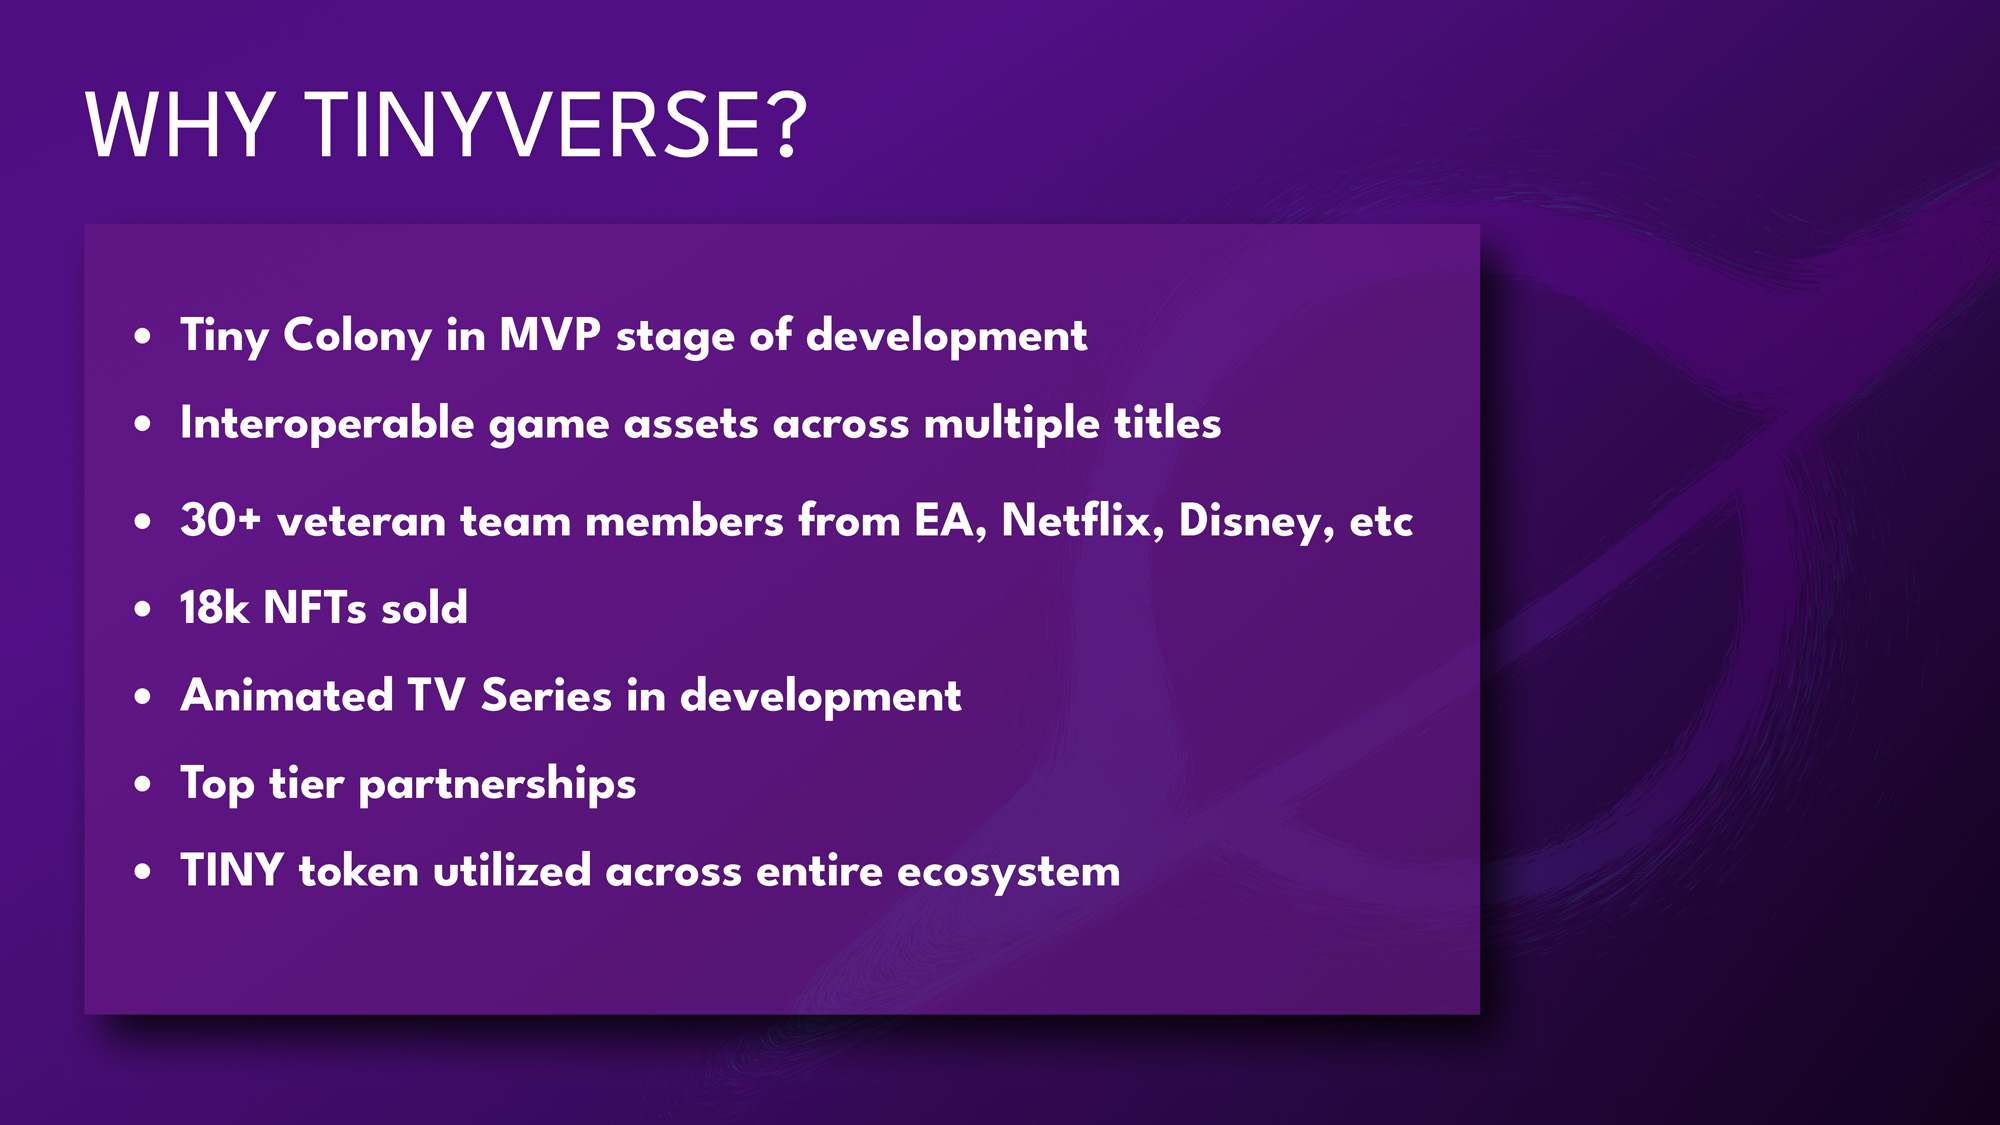 WHY TINYVERSE?
• Tiny Colony in MVP stage of development
• Interoperable game assets across multiple titles
• 30+ veteran team members from EA, Netflix, Disney, etc
• 18k NFTs sold
• Animated TV Series in development
• Top tier partnerships
• TINY token utilized across entire ecosystem